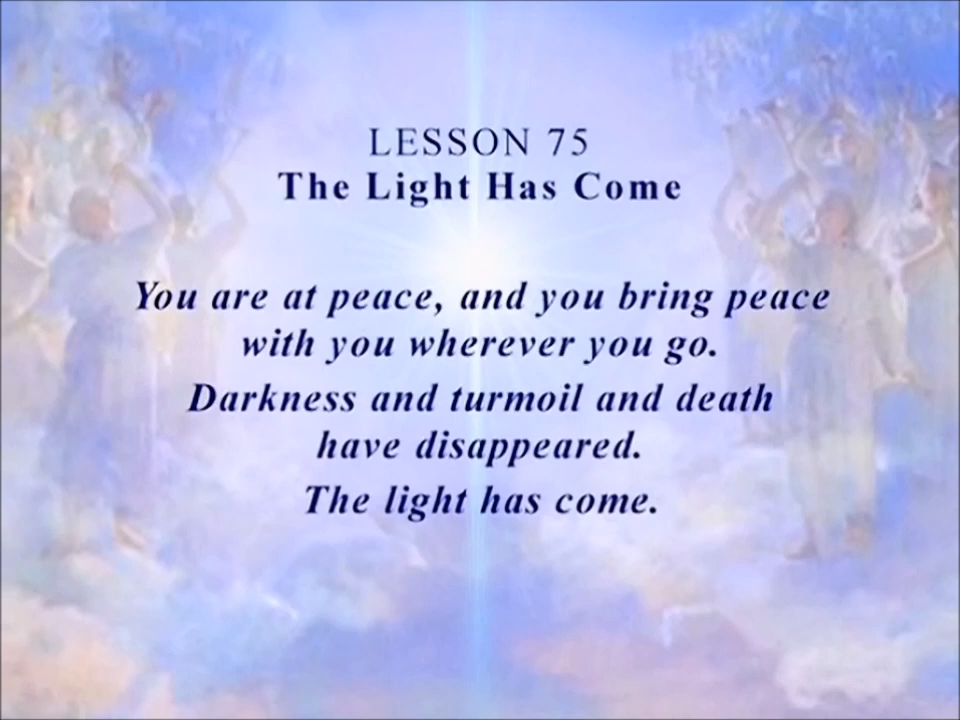 LESSON 75
The Light Has Come
You are at peace, and you bring peace
with you wherever you go.
Darkness and turmoil and death
have disappeared.
The light has come.